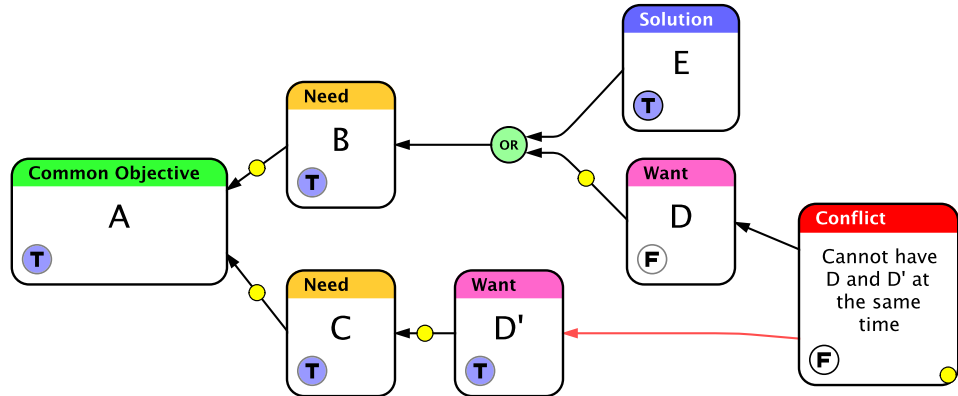 Solution
E
T
Need
B
T
OR
Common Objective
A
T
Want
D
F
Conflict
Cannot have
D and D' at
the same
time
F
Need
C
T
Want
D'
T